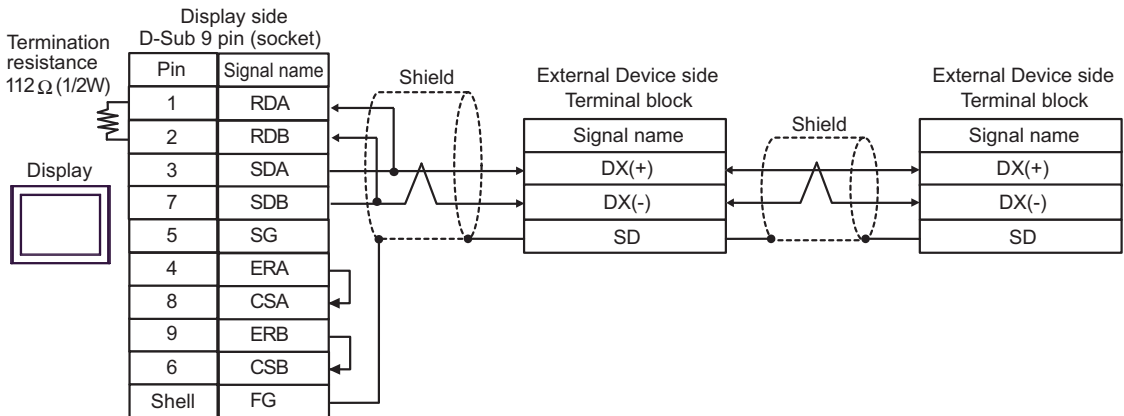 Display side
D-Sub 9 pin (socket)
Termination
resistance
112 Ω (1/2W)
Pin Signal name
1 RDA
2 RDB
3 SDA
7 SDB
5 SG
4 ERA
8 CSA
9 ERB
6 CSB
Shell FG
Display
Shield
External Device side
Terminal block
Signal name
DX(+)
DX(-)
SD
Shield
External Device side
Terminal block
Signal name
DX(+)
DX(-)
SD